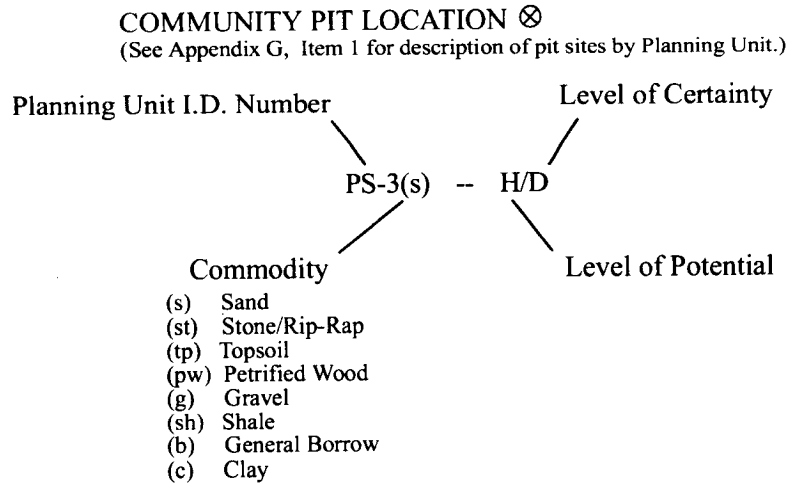 COMMUNITY PIT LOCATION ⊗
(See Appendix G, Item 1 for description of pit sites by Planning Unit.)
Planning Unit I.D. Number
Level of Certainty
PS-3(s) -- H/D
Commodity
Level of Potential
(s) Sand
(st) Stone/Rip-Rap
(tp) Topsoil
(pw) Petrified Wood
(g) Gravel
(sh) Shale
(b) General Borrow
(c) Clay